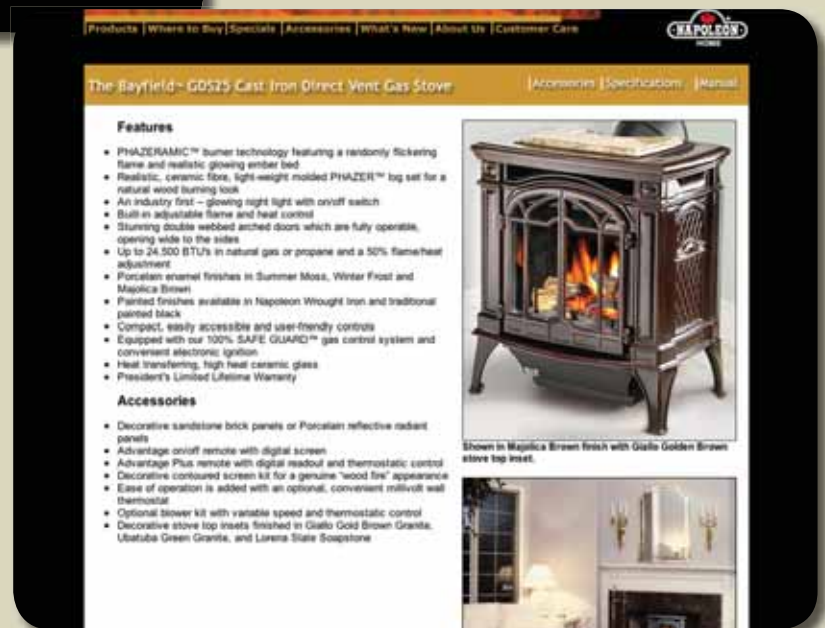 Products | Where to Buy | Specials | Accessories | What's New | About Us | Customer Care
NAPOLEON
HOME
The Bayfield™ GDS25 Cast Iron Direct Vent Gas Stove
| Accessories | Specifications | Manual
Features
• PHAZERAMIC™ burner technology featuring a randomly flickering
flame and realistic glowing ember bed
• Realistic, ceramic fibre, light-weight molded PHAZER™ log set for a
natural wood burning look
• An industry first – glowing night light with on/off switch
• Built-in adjustable flame and heat control
• Stunning double webbed arched doors which are fully operable,
opening wide to the sides
• Up to 24,500 BTU's in natural gas or propane and a 50% flame/heat
adjustment
• Porcelain enamel finishes in Summer Moss, Winter Frost and
Majolica Brown
• Painted finishes available in Napoleon Wrought Iron and traditional
painted black
• Compact, easily accessible and user-friendly controls
• Equipped with our 100% SAFE GUARD™ gas control system and
convenient electronic ignition
• Heat transferring, high heat ceramic glass
• President's Limited Lifetime Warranty
Accessories
• Decorative sandstone brick panels or Porcelain reflective radiant
panels
• Advantage on/off remote with digital screen
• Advantage Plus remote with digital readout and thermostatic control
• Decorative contoured screen kit for a genuine "wood fire" appearance
• Ease of operation is added with an optional, convenient millivolt wall
thermostat
• Optional blower kit with variable speed and thermostatic control
• Decorative stove top insets finished in Giallo Gold Brown Granite,
Ubatuba Green Granite, and Lorena Slate Soapstone
Shown in Majolica Brown finish with Giallo Golden Brown
stove top inset.